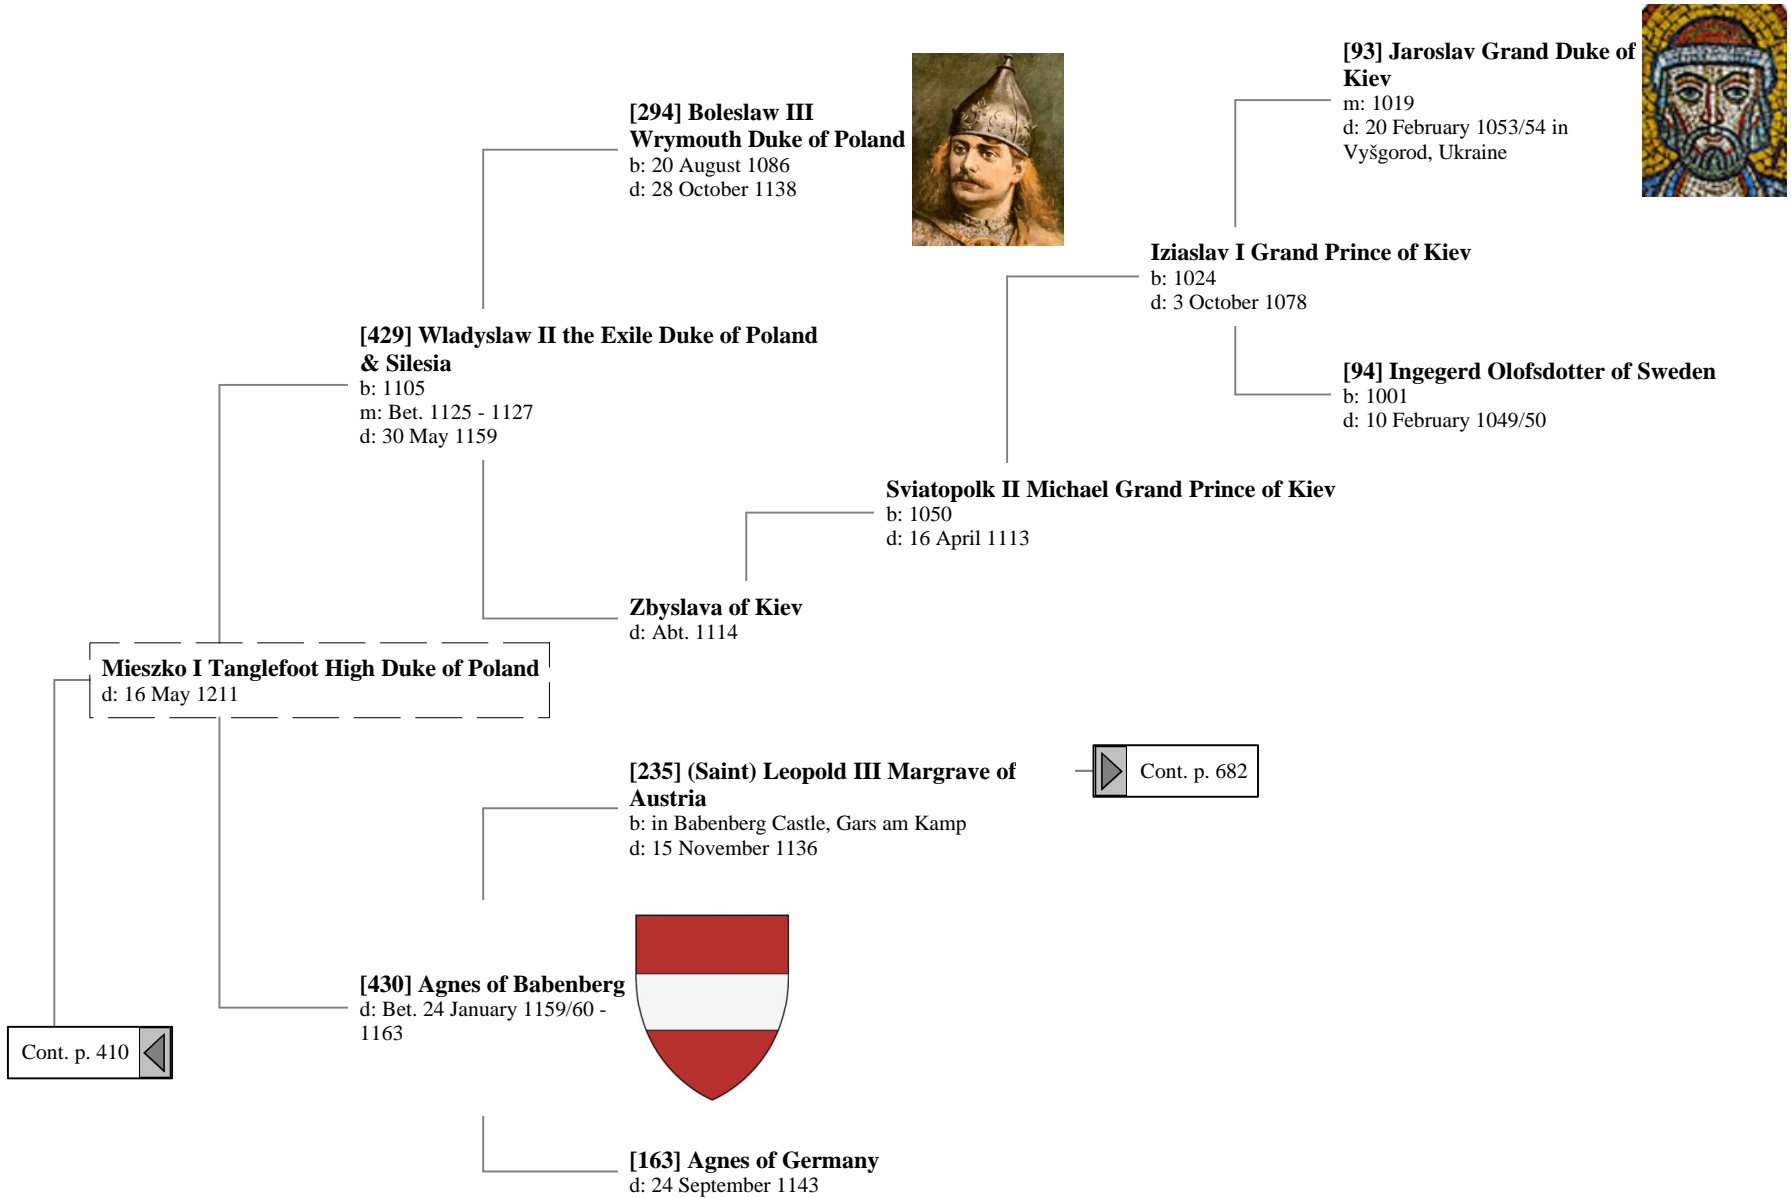 [93] Jaroslav Grand Duke of
Kiev
m: 1019
d: 20 February 1053/54 in
Vyšgorod, Ukraine
[294] Boleslaw III
Wrymouth Duke of Poland
b: 20 August 1086
d: 28 October 1138
Iziaslav I Grand Prince of Kiev
b: 1024
d: 3 October 1078
[429] Wladyslaw II the Exile Duke of Poland
& Silesia
b: 1105
m: Bet. 1125 - 1127
d: 30 May 1159
[94] Ingegerd Olofsdotter of Sweden
b: 1001
d: 10 February 1049/50
Sviatopolk II Michael Grand Prince of Kiev
b: 1050
d: 16 April 1113
Zbyslava of Kiev
d: Abt. 1114
Mieszko I Tanglefoot High Duke of Poland
d: 16 May 1211
[235] (Saint) Leopold III Margrave of
Austria
b: in Babenberg Castle, Gars am Kamp
d: 15 November 1136
Cont. p. 682
[430] Agnes of Babenberg
d: Bet. 24 January 1159/60 -
1163
Cont. p. 410
[163] Agnes of Germany
d: 24 September 1143